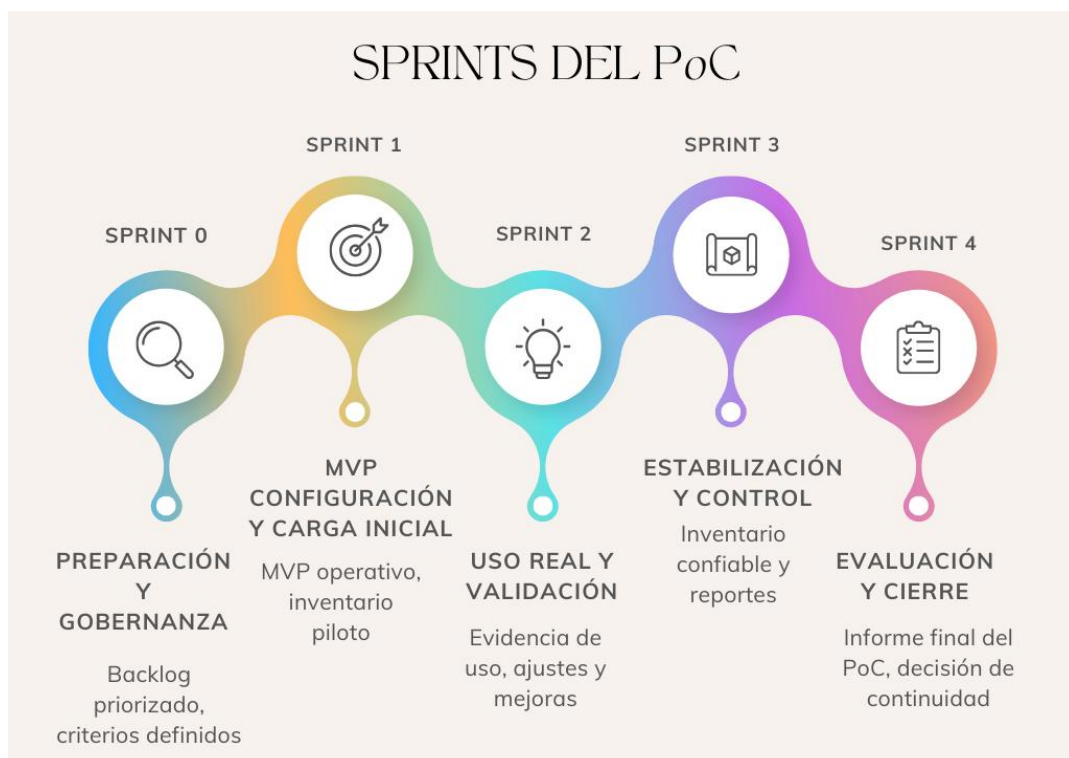 SPRINTS DEL PoC
SPRINT 0
PREPARACIÓN
Y
GOBERNANZA
Backlog
priorizado,
criterios definidos
SPRINT 1
MVP
CONFIGURACIÓN
Y CARGA INICIAL
MVP operativo,
inventario
piloto
SPRINT 2
USO REAL Y
VALIDACIÓN
Evidencia de
uso, ajustes y
mejoras
SPRINT 3
ESTABILIZACIÓN
Y CONTROL
Inventario
confiable y
reportes
SPRINT 4
EVALUACIÓN
Y CIERRE
Informe final del
PoC, decisión de
continuidad